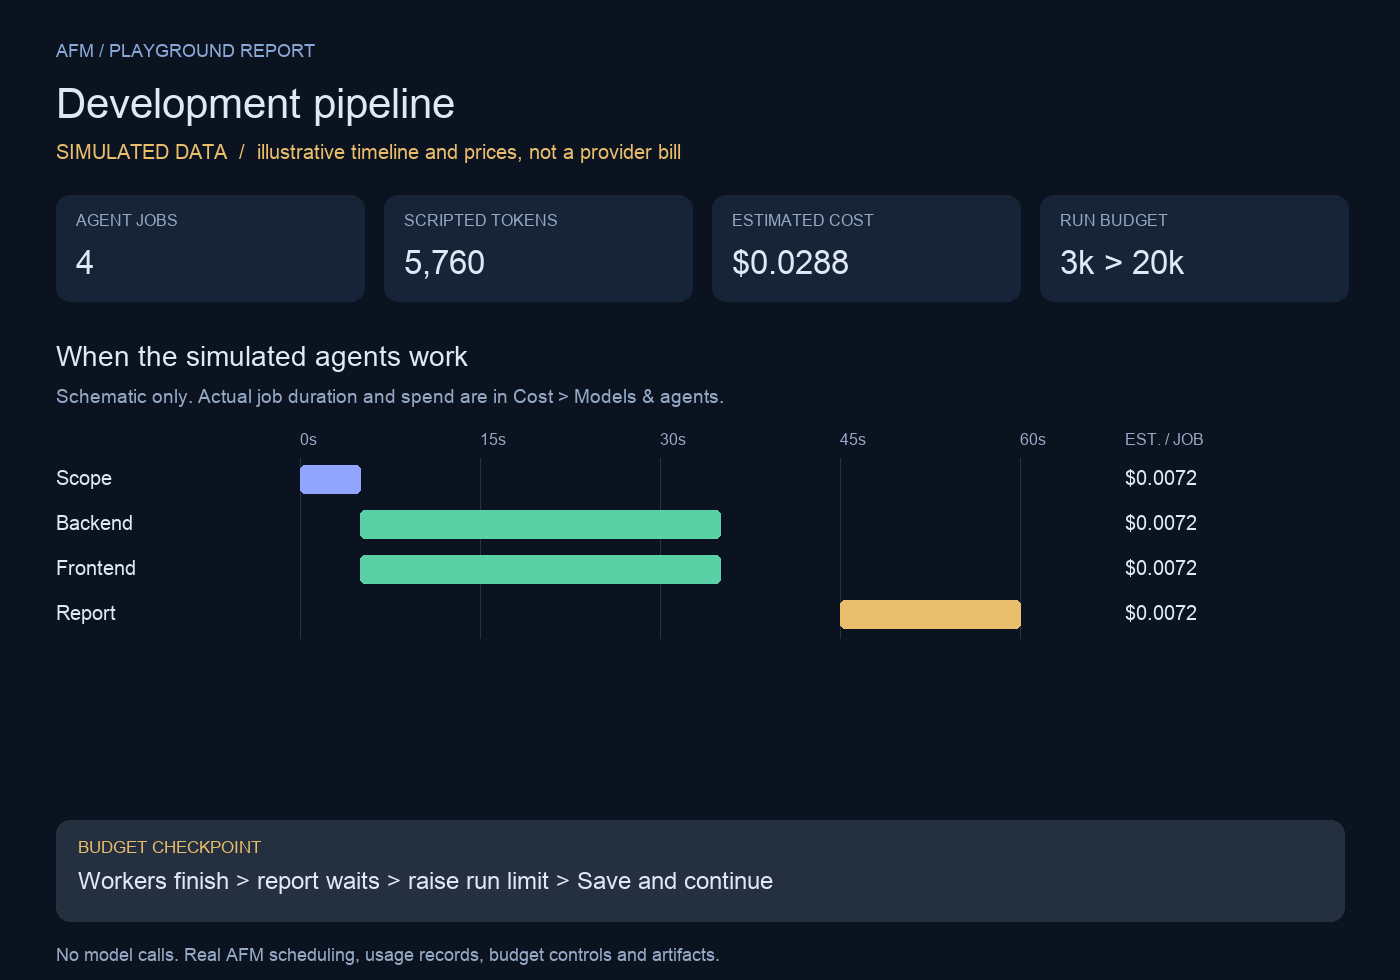 AFM / PLAYGROUND REPORT
Development pipeline
SIMULATED DATA / illustrative timeline and prices, not a provider bill
AGENT JOBS
4
SCRIPTED TOKENS
5,760
ESTIMATED COST
$0.0288
RUN BUDGET
3k > 20k
When the simulated agents work
Schematic only. Actual job duration and spend are in Cost > Models & agents.
0s 15s 30s 45s 60s EST. / JOB
Scope $0.0072
Backend $0.0072
Frontend $0.0072
Report $0.0072
BUDGET CHECKPOINT
Workers finish > report waits > raise run limit > Save and continue
No model calls. Real AFM scheduling, usage records, budget controls and artifacts.